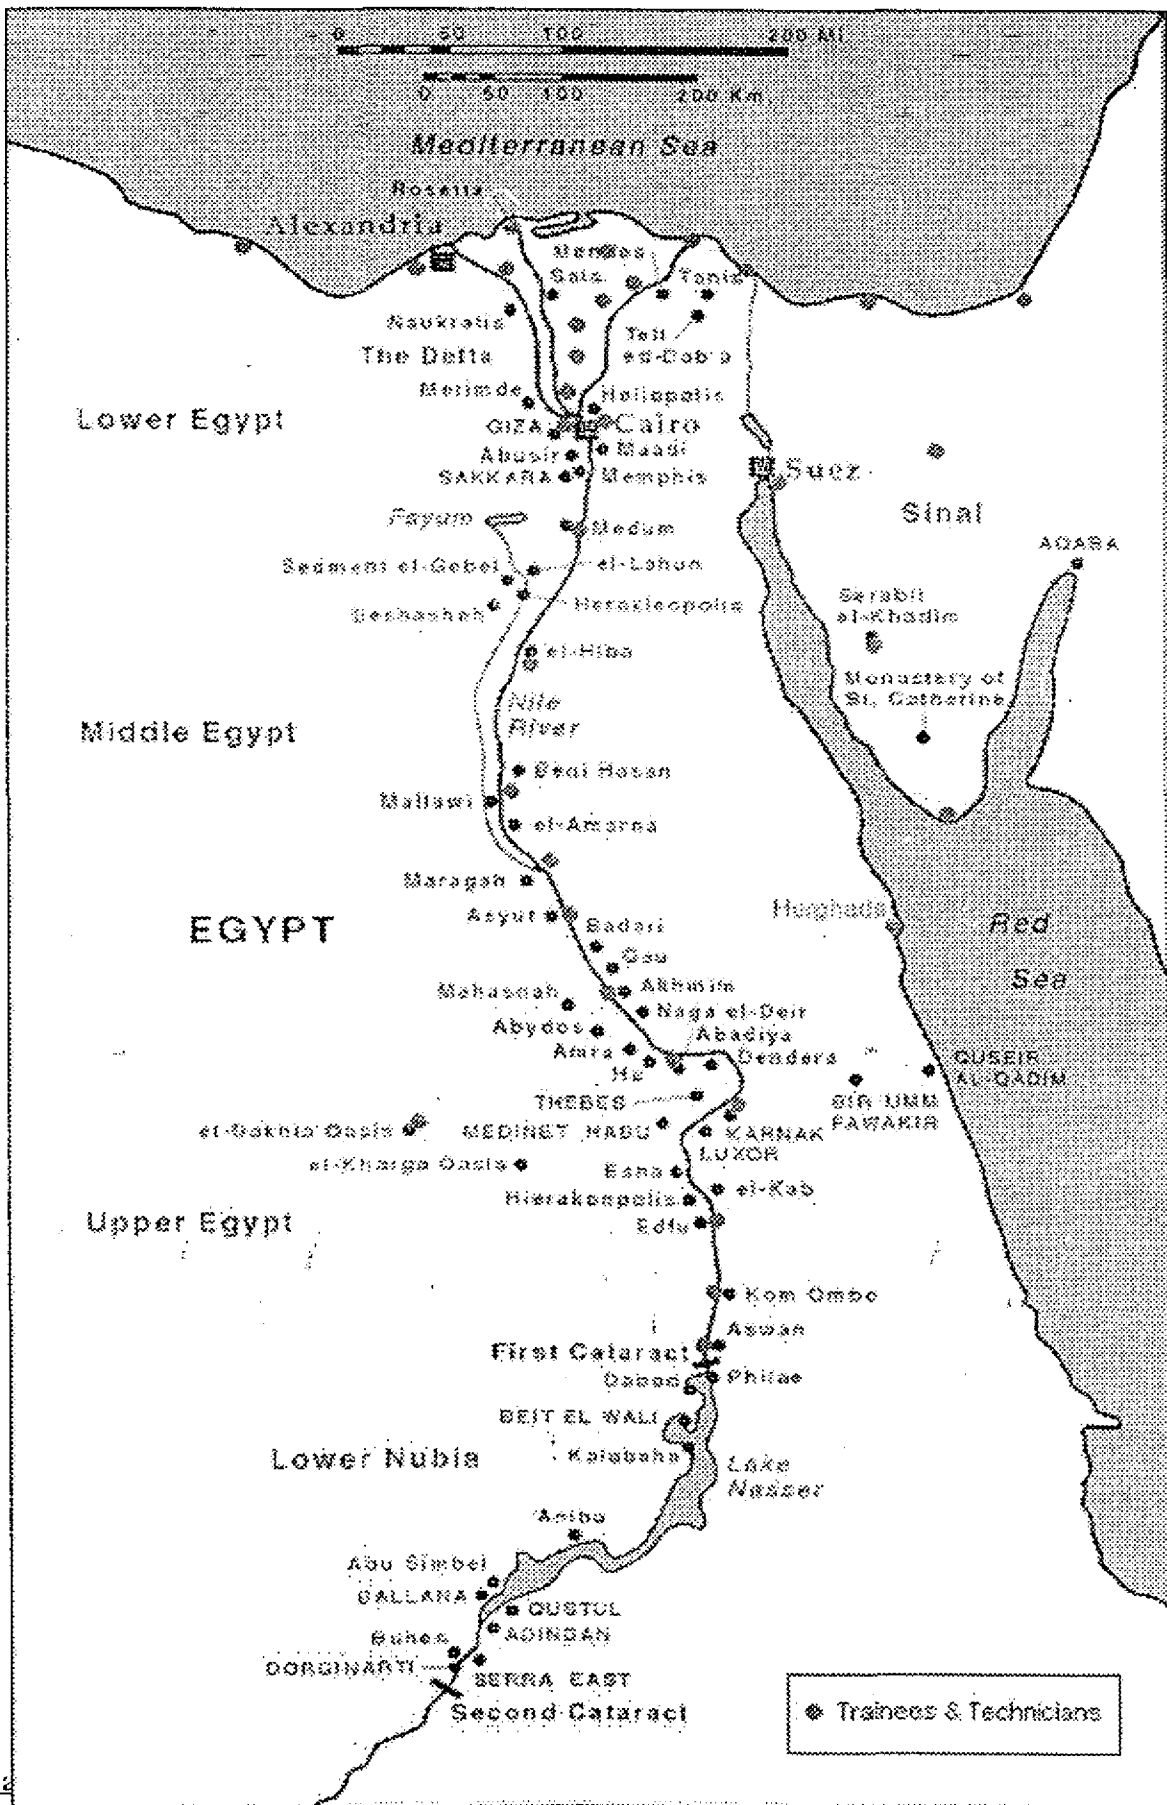 0 50 100 200 Mi.
0 50 100 200 Km.
Mediterranean Sea
Rosetta
Alexandria
Mendes
Sais
Tanis
Naukratis
Tell
ed-Dab'a
The Delta
Merimde
Heliopolis
Lower Egypt
GIZA
Cairo
Abusir
Maadi
SAKKARA
Memphis
Suez
Sinai
Fayum
Medum
AQABA
Sedment el-Gebel
el-Lahun
Serabit
el-Khadim
Deshasheh
Herakleopolis
el-Hiba
Monastery of
St. Catherine
Nile
River
Middle Egypt
Beni Hasan
Mallawi
el-Amarna
Maragah
Asyut
Badari
Hurghada
Red
Sea
EGYPT
Qau
Mahasnah
Akhmim
Naga el-Deir
Abydos
Abadiya
Amra
Dendera
Hu
QUSEIR
AL-QADIM
THEBES
BIR UMM
FAWAKIR
el-Dakhla Oasis
MEDINET HABU
KARNAK
LUXOR
el-Kharga Oasis
Esna
el-Kab
Hierakonpolis
Upper Egypt
Edfu
Kom Ombo
Aswan
First Cataract
Dabod
Philae
BEIT EL WALI
Lower Nubia
Kalabsha
Lake
Nasser
Aniba
Abu Simbel
BALLANA
QUSTUL
ADINDAN
Buhen
DORGINARTI
SERRA EAST
Second Cataract
Trainees & Technicians